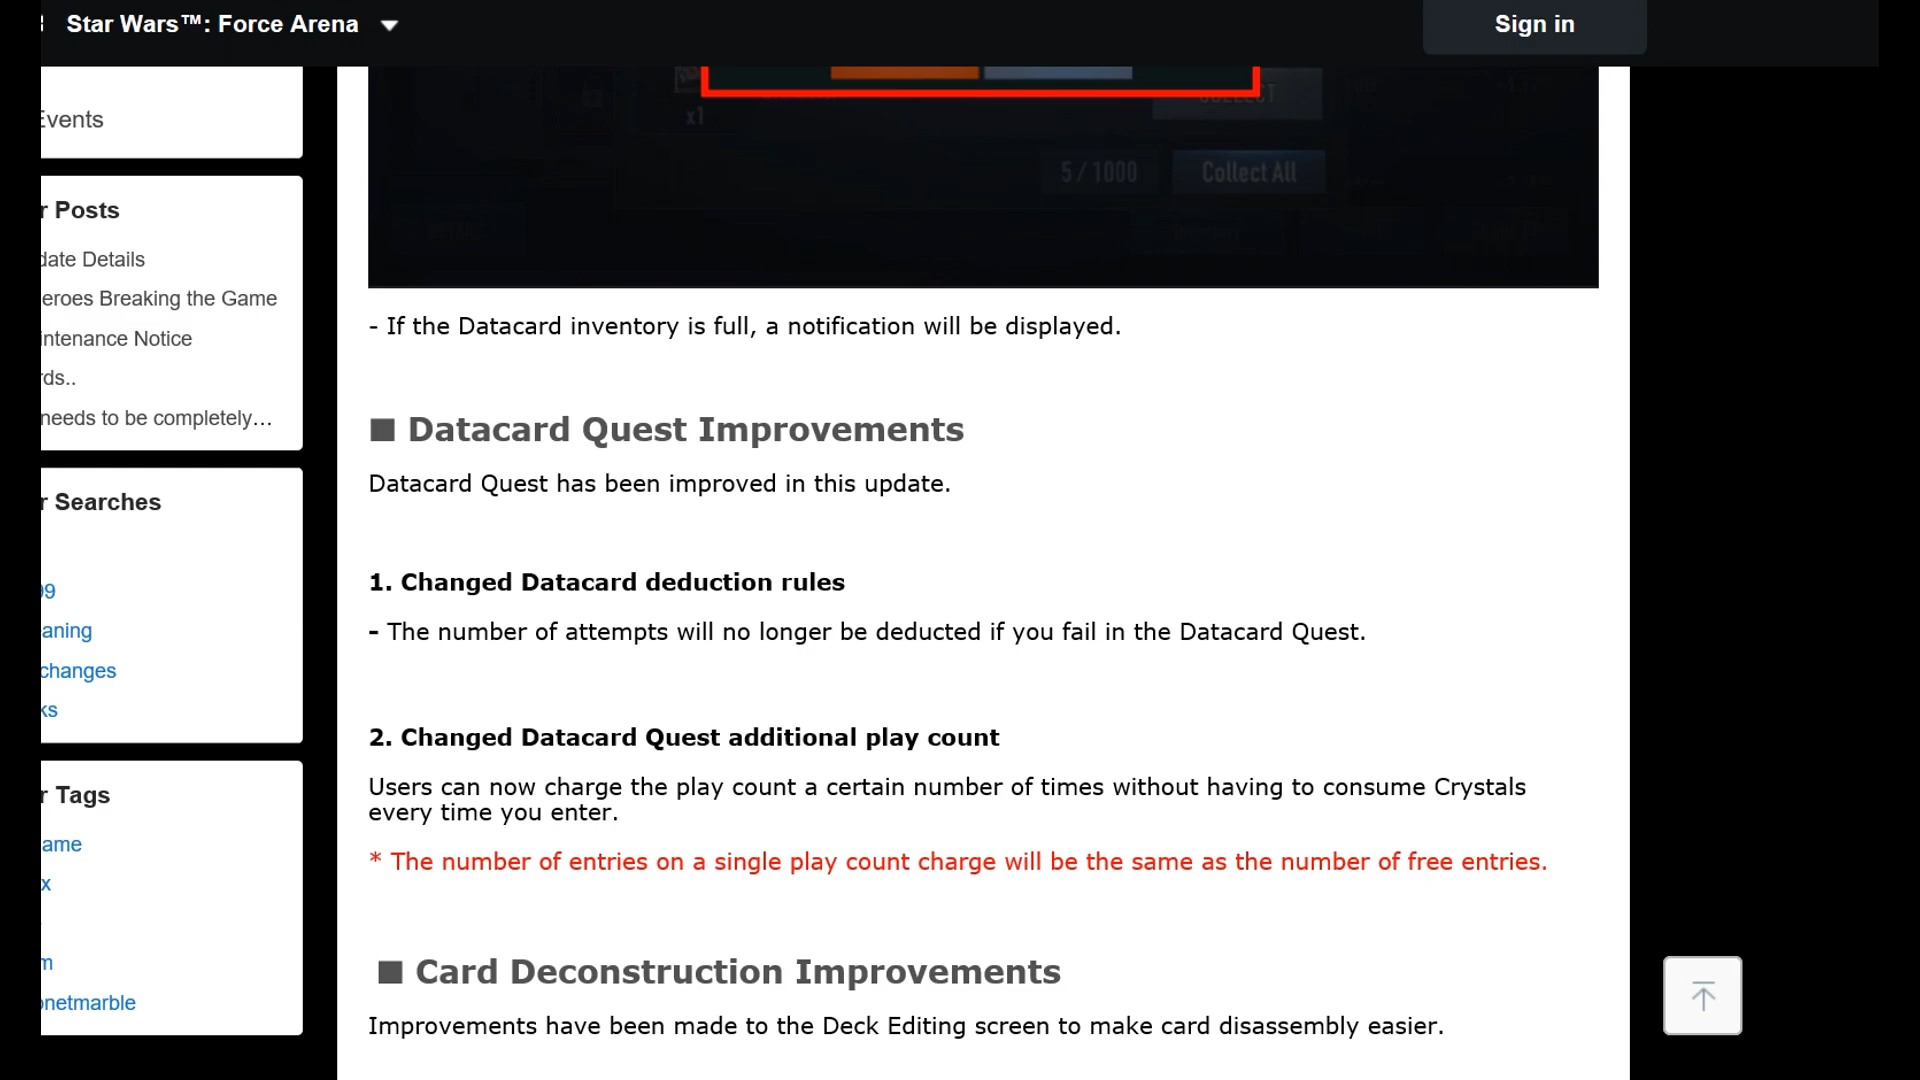 Star Wars™: Force Arena
Sign in
Events
r Posts
date Details
eroes Breaking the Game
intenance Notice
rds..
needs to be completely…
r Searches
99
aning
changes
ks
r Tags
ame
x
m
onetmarble
COLLECT
x1
5 / 1000
Collect All
- If the Datacard inventory is full, a notification will be displayed.
■ Datacard Quest Improvements
Datacard Quest has been improved in this update.
1. Changed Datacard deduction rules
- The number of attempts will no longer be deducted if you fail in the Datacard Quest.
2. Changed Datacard Quest additional play count
Users can now charge the play count a certain number of times without having to consume Crystals
every time you enter.
* The number of entries on a single play count charge will be the same as the number of free entries.
■ Card Deconstruction Improvements
Improvements have been made to the Deck Editing screen to make card disassembly easier.